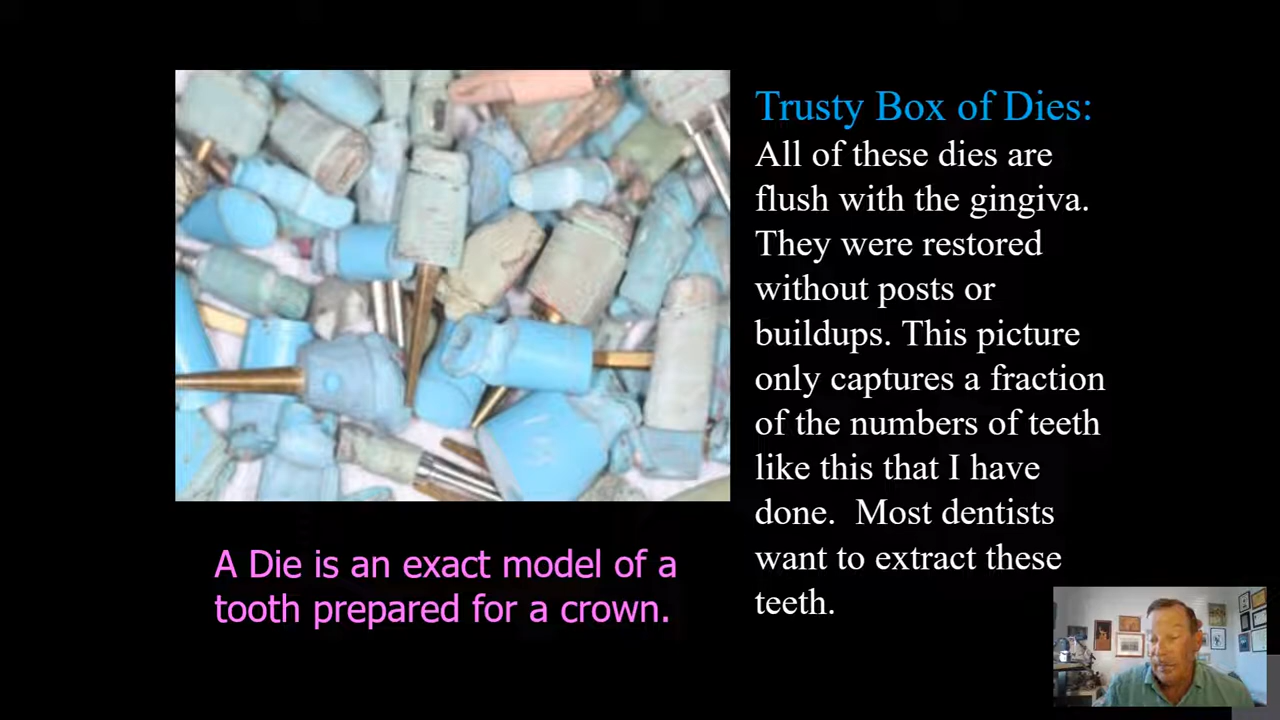 Trusty Box of Dies:
All of these dies are
flush with the gingiva.
They were restored
without posts or
buildups. This picture
only captures a fraction
of the numbers of teeth
like this that I have
done.  Most dentists
want to extract these
teeth.
A Die is an exact model of a
tooth prepared for a crown.